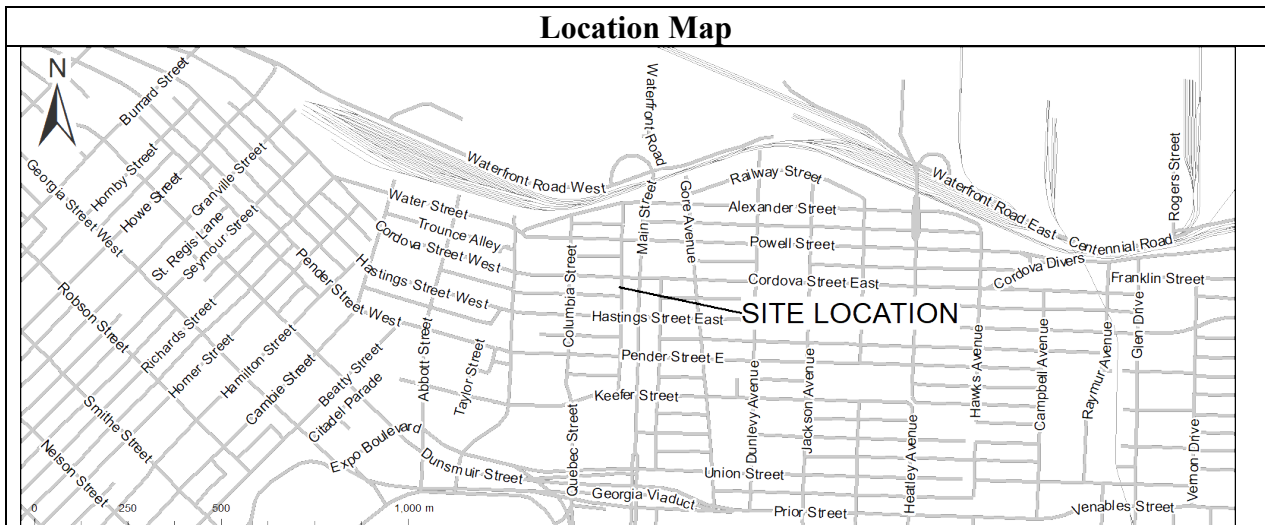 Location Map
N
Burrard Street
Hornby Street
Howe Street
Granville Street
St. Regis Lane
Seymour Street
Georgia Street West
Robson Street
Smithe Street
Nelson Street
Richards Street
Homer Street
Hamilton Street
Cambie Street
Beatty Street
Citadel Parade
Expo Boulevard
Dunsmuir Street
Water Street
Trounce Alley
Cordova Street West
Hastings Street West
Pender Street West
Abbott Street
Taylor Street
Waterfront Road West
Waterfront Road
Columbia Street
Quebec Street
Main Street
Gore Avenue
Railway Street
Alexander Street
Powell Street
Cordova Street East
SITE LOCATION
Hastings Street East
Pender Street E
Keefer Street
Union Street
Georgia Viaduct
Prior Street
Dunlevy Avenue
Jackson Avenue
Heatley Avenue
Hawks Avenue
Campbell Avenue
Raymur Avenue
Glen Drive
Vernon Drive
Venables Street
Waterfront Road East
Centennial Road
Rogers Street
Cordova Divers
Franklin Street
0 250 500 1,000 m